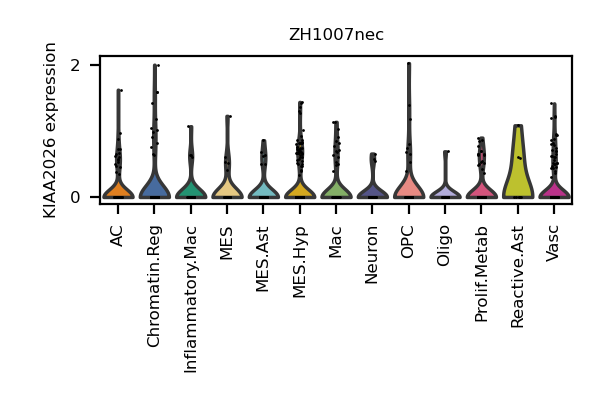 ZH1007nec
KIAA2026 expression
2
0
AC
Chromatin.Reg
Inflammatory.Mac
MES
MES.Ast
MES.Hyp
Mac
Neuron
OPC
Oligo
Prolif.Metab
Reactive.Ast
Vasc